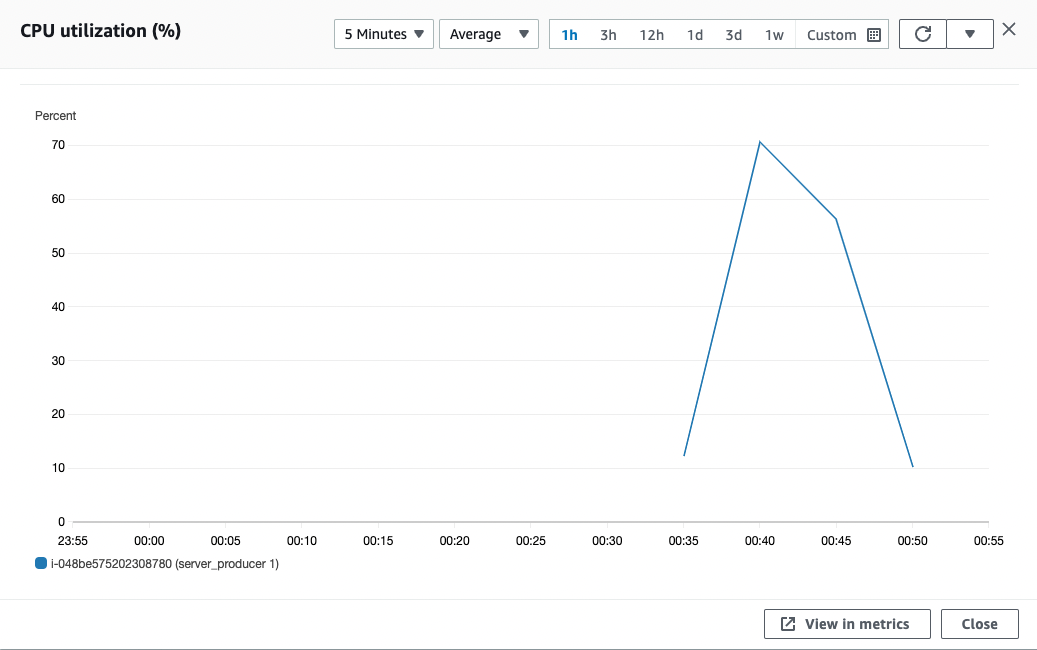 CPU utilization (%)
5 Minutes
Average
1h 3h 12h 1d 3d 1w Custom
Percent
70
60
50
40
30
20
10
0
23:55 00:00 00:05 00:10 00:15 00:20 00:25 00:30 00:35 00:40 00:45 00:50 00:55
i-048be575202308780 (server_producer 1)
View in metrics
Close